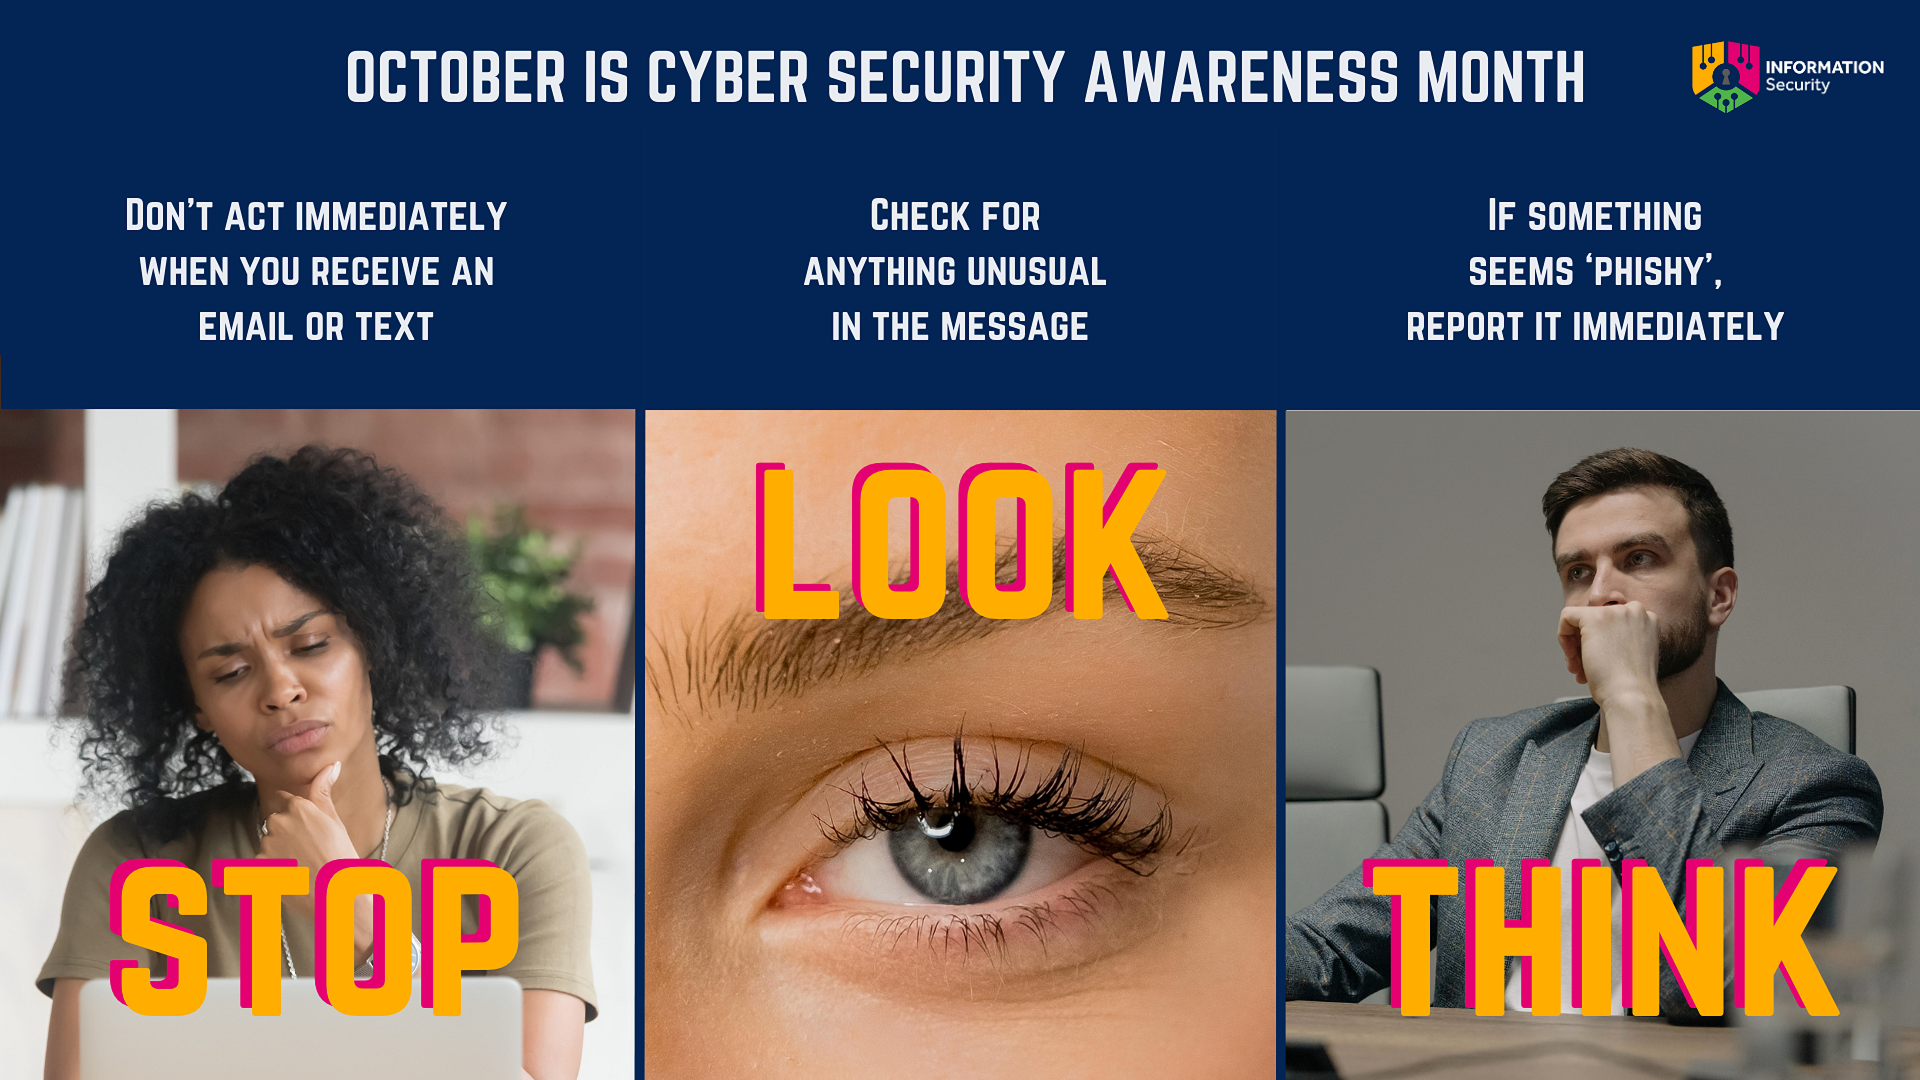 OCTOBER IS CYBER SECURITY AWARENESS MONTH
INFORMATION
Security
DON'T ACT IMMEDIATELY
WHEN YOU RECEIVE AN
EMAIL OR TEXT
CHECK FOR
ANYTHING UNUSUAL
IN THE MESSAGE
IF SOMETHING
SEEMS ‘PHISHY’,
REPORT IT IMMEDIATELY
STOP
LOOK
THINK